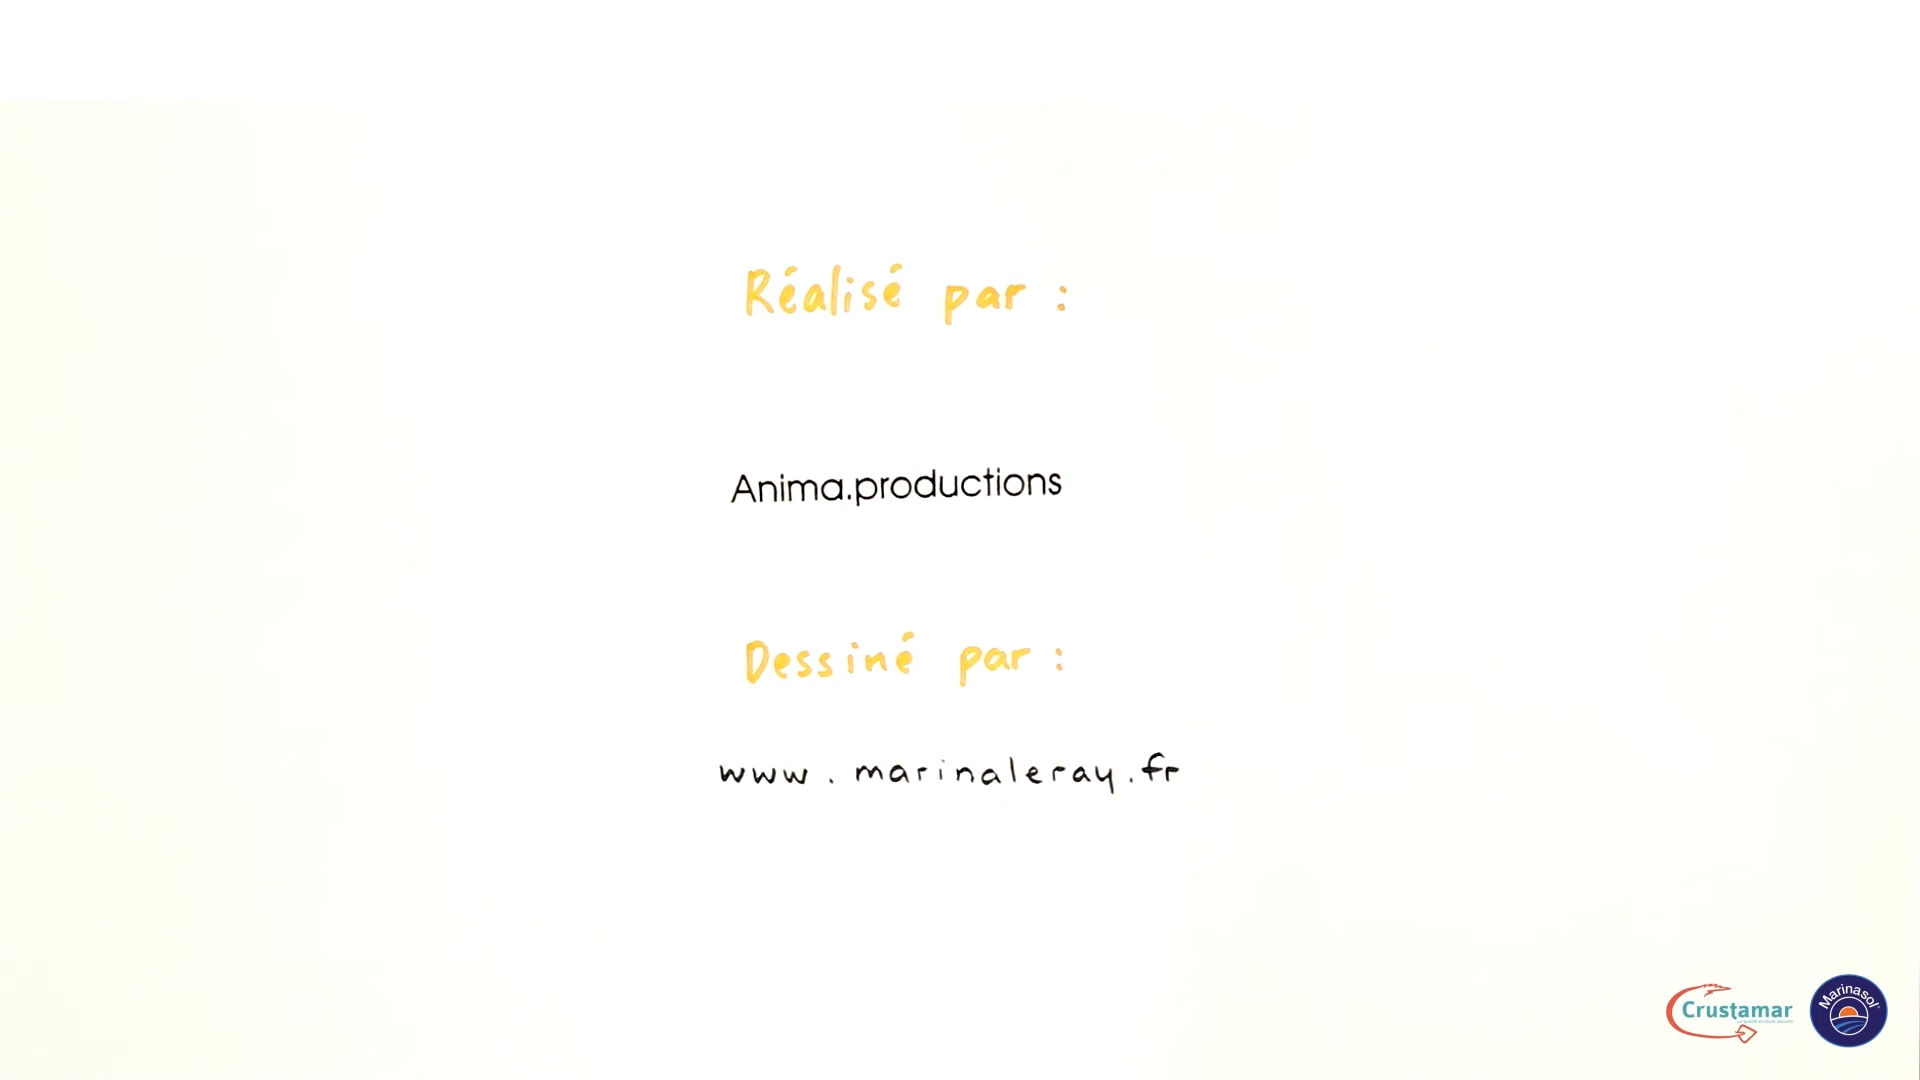 Réalisé par :
Anima.productions
Dessiné par :
www.marinaleray.fr
Crustamar
Marinasol